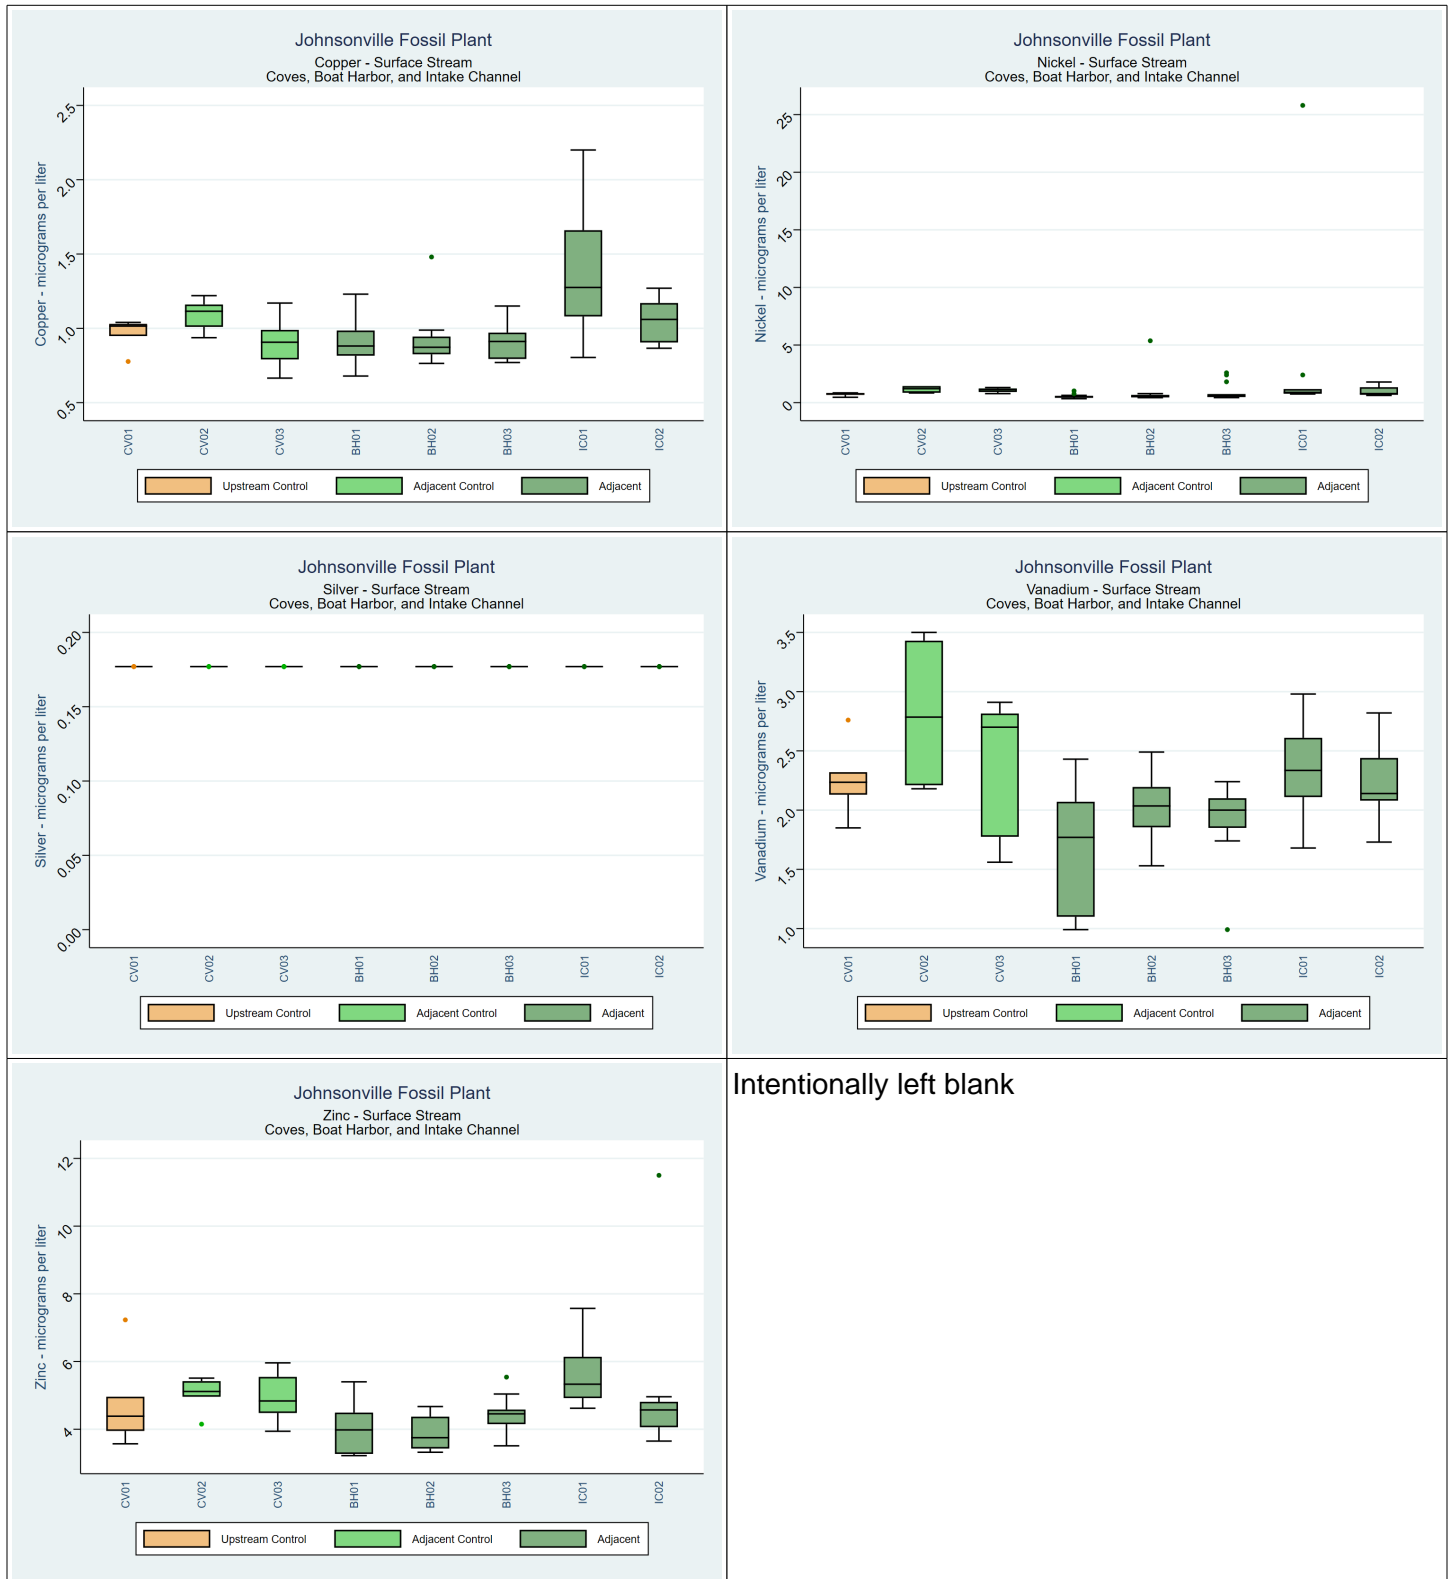 Johnsonville Fossil Plant
Copper - Surface Stream
Coves, Boat Harbor, and Intake Channel
Copper - micrograms per liter
2.5
2.0
1.5
1.0
0.5
CV01
CV02
CV03
BH01
BH02
BH03
IC01
IC02
Upstream Control
Adjacent Control
Adjacent
Johnsonville Fossil Plant
Nickel - Surface Stream
Coves, Boat Harbor, and Intake Channel
Nickel - micrograms per liter
25
20
15
10
5
0
CV01
CV02
CV03
BH01
BH02
BH03
IC01
IC02
Upstream Control
Adjacent Control
Adjacent
Johnsonville Fossil Plant
Silver - Surface Stream
Coves, Boat Harbor, and Intake Channel
Silver - micrograms per liter
0.20
0.15
0.10
0.05
0.00
CV01
CV02
CV03
BH01
BH02
BH03
IC01
IC02
Upstream Control
Adjacent Control
Adjacent
Johnsonville Fossil Plant
Vanadium - Surface Stream
Coves, Boat Harbor, and Intake Channel
Vanadium - micrograms per liter
3.5
3.0
2.5
2.0
1.5
1.0
CV01
CV02
CV03
BH01
BH02
BH03
IC01
IC02
Upstream Control
Adjacent Control
Adjacent
Johnsonville Fossil Plant
Zinc - Surface Stream
Coves, Boat Harbor, and Intake Channel
Zinc - micrograms per liter
12
10
8
6
4
CV01
CV02
CV03
BH01
BH02
BH03
IC01
IC02
Upstream Control
Adjacent Control
Adjacent
Intentionally left blank